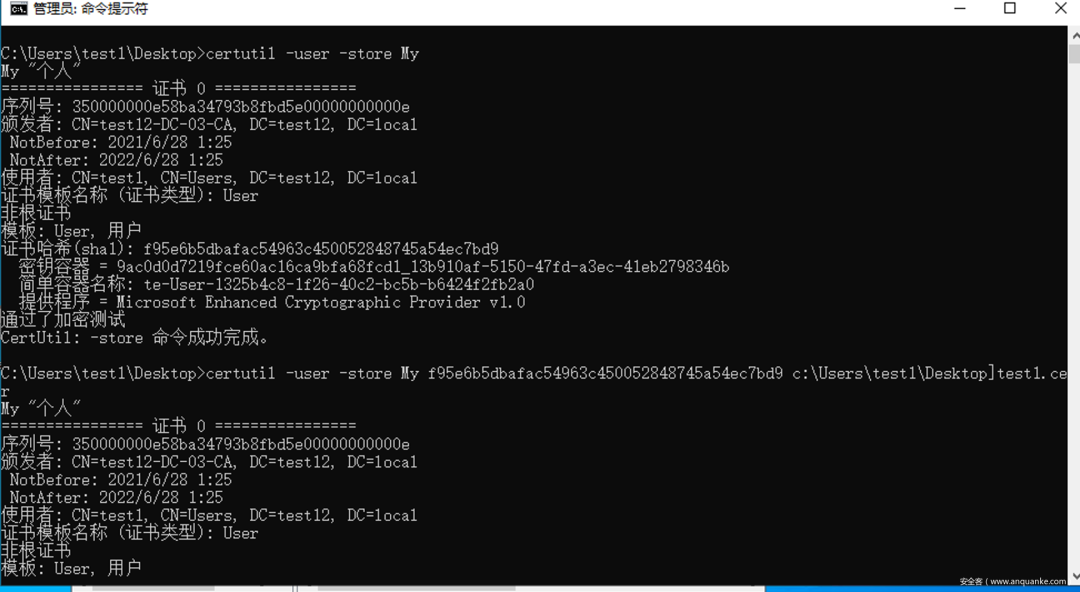 管理员: 命令提示符
C:\Users\test1\Desktop>certutil -user -store My
My "个人"
================ 证书 0 ================
序列号: 350000000e58ba34793b8fbd5e00000000000e
颁发者: CN=test12-DC-03-CA, DC=test12, DC=local
 NotBefore: 2021/6/28 1:25
 NotAfter: 2022/6/28 1:25
使用者: CN=test1, CN=Users, DC=test12, DC=local
证书模板名称 (证书类型): User
非根证书
模板: User, 用户
证书哈希(sha1): f95e6b5dbafac54963c450052848745a54ec7bd9
  密钥容器 = 9ac0d0d7219fce60ac16ca9bfa68fcd1_13b910af-5150-47fd-a3ec-41eb2798346b
  简单容器名称: te-User-1325b4c8-1f26-40c2-bc5b-b6424f2fb2a0
  提供程序 = Microsoft Enhanced Cryptographic Provider v1.0
通过了加密测试
CertUtil: -store 命令成功完成。
C:\Users\test1\Desktop>certutil -user -store My f95e6b5dbafac54963c450052848745a54ec7bd9 c:\Users\test1\Desktop]test1.ce
r
My "个人"
================ 证书 0 ================
序列号: 350000000e58ba34793b8fbd5e00000000000e
颁发者: CN=test12-DC-03-CA, DC=test12, DC=local
 NotBefore: 2021/6/28 1:25
 NotAfter: 2022/6/28 1:25
使用者: CN=test1, CN=Users, DC=test12, DC=local
证书模板名称 (证书类型): User
非根证书
模板: User, 用户
安全客 ( www.anquanke.com )